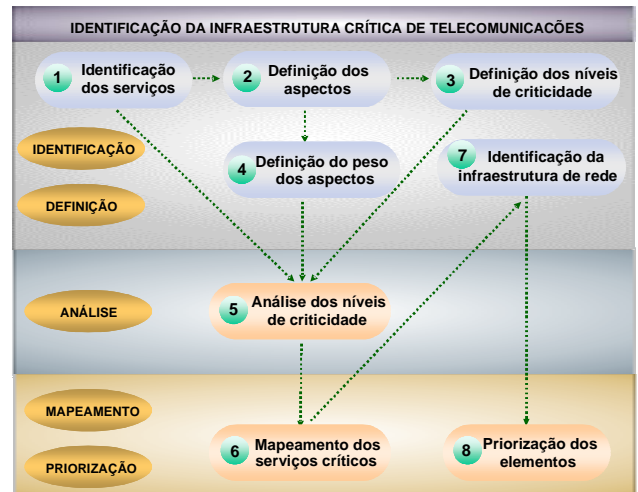 IDENTIFICAÇÃO DA INFRAESTRUTURA CRÍTICA DE TELECOMUNICACÕES
1
Identificação
dos serviços
2
Definição dos
aspectos
3
Definição dos níveis
de criticidade
IDENTIFICAÇÃO
DEFINIÇÃO
4
Definição do peso
dos aspectos
7
Identificação da
infraestrutura de rede
ANÁLISE
5
Análise dos níveis
de criticidade
MAPEAMENTO
PRIORIZAÇÃO
6
Mapeamento dos
serviços críticos
8
Priorização dos
elementos